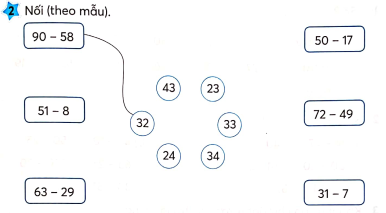 2 Nối (theo mẫu).
90 – 58
50 – 17
43 23
51 – 8
32 33
72 – 49
24 34
63 – 29
31 – 7